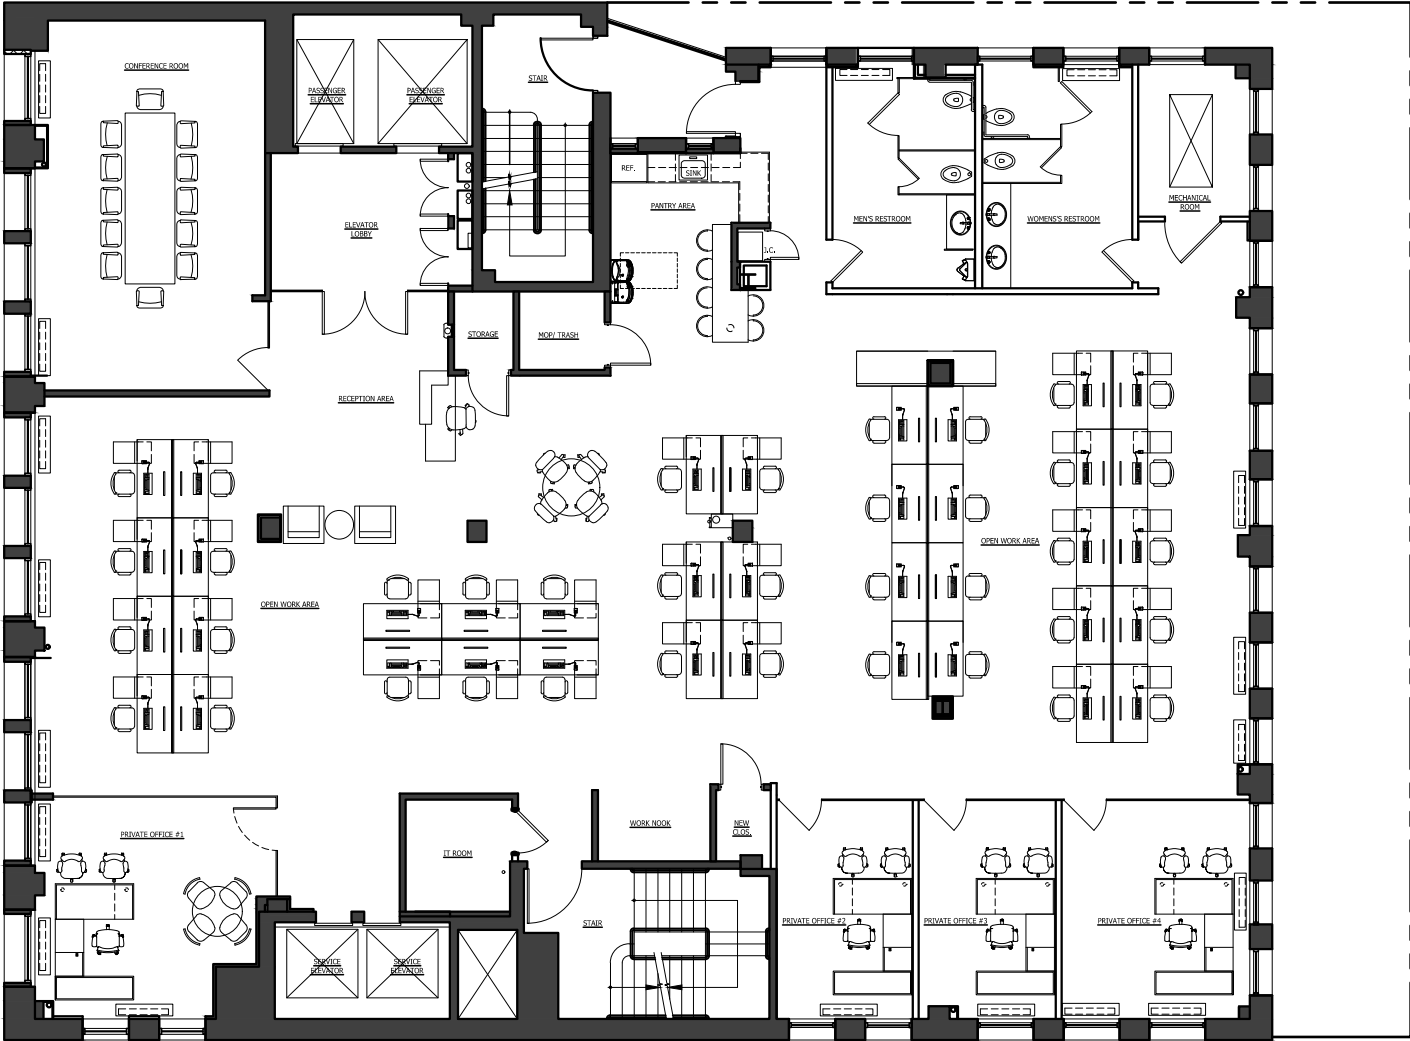 CONFERENCE ROOM
PASSENGER
ELEVATOR
PASSENGER
ELEVATOR
STAIR
REF.
SINK
PANTRY AREA
ELEVATOR
LOBBY
MEN'S RESTROOM
WOMENS'S RESTROOM
MECHANICAL
ROOM
STORAGE
MOP/ TRASH
RECEPTION AREA
OPEN WORK AREA
OPEN WORK AREA
PRIVATE OFFICE #1
IT ROOM
WORK NOOK
NEW
CLOS.
STAIR
PRIVATE OFFICE #2
PRIVATE OFFICE #3
PRIVATE OFFICE #4
SERVICE
ELEVATOR
SERVICE
ELEVATOR